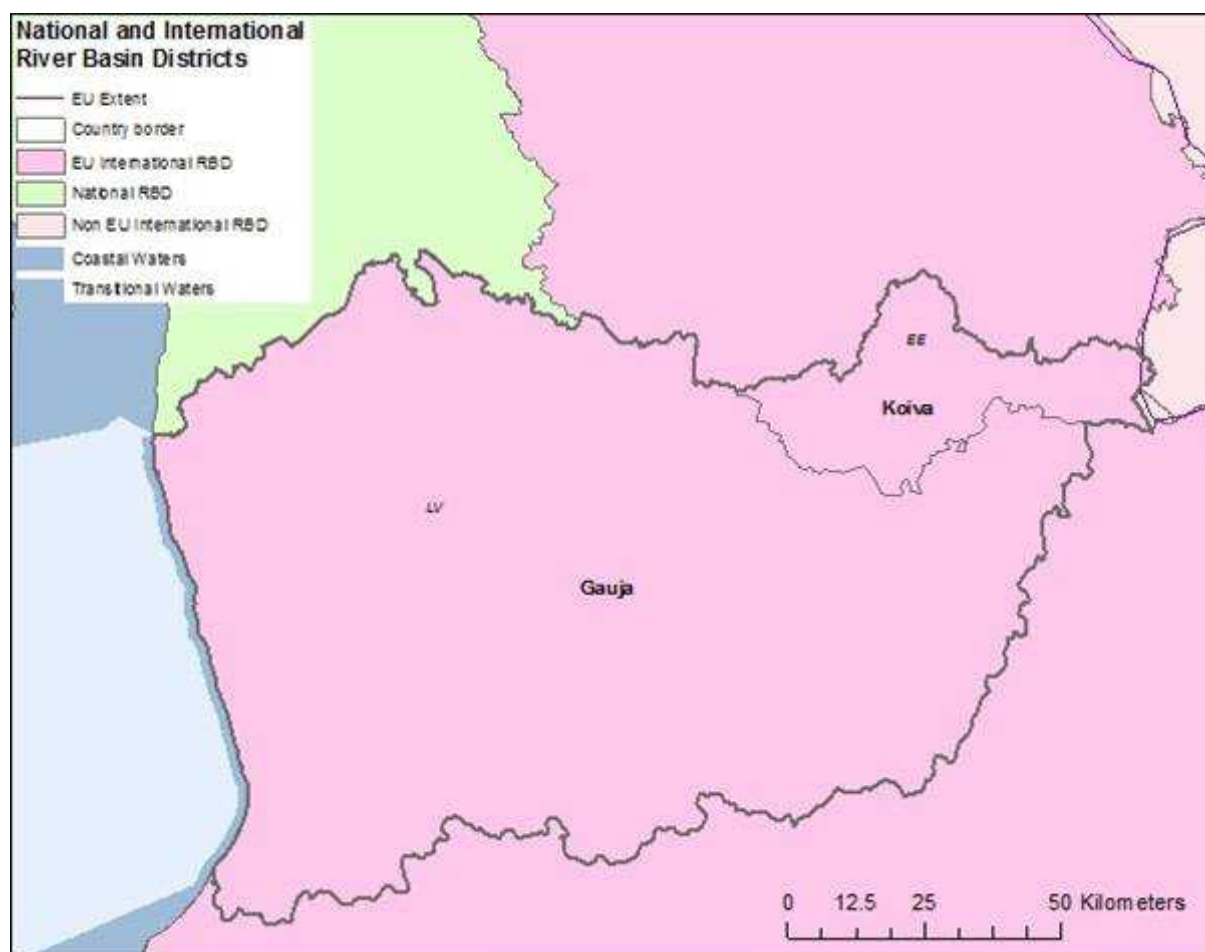 National and International
River Basin Districts
EU Extent
Country border
EU International RBD
National RBD
Non EU International RBD
Coastal Waters
Transitional Waters
EE
Koiva
LV
Gauja
0 12.5 25 50 Kilometers